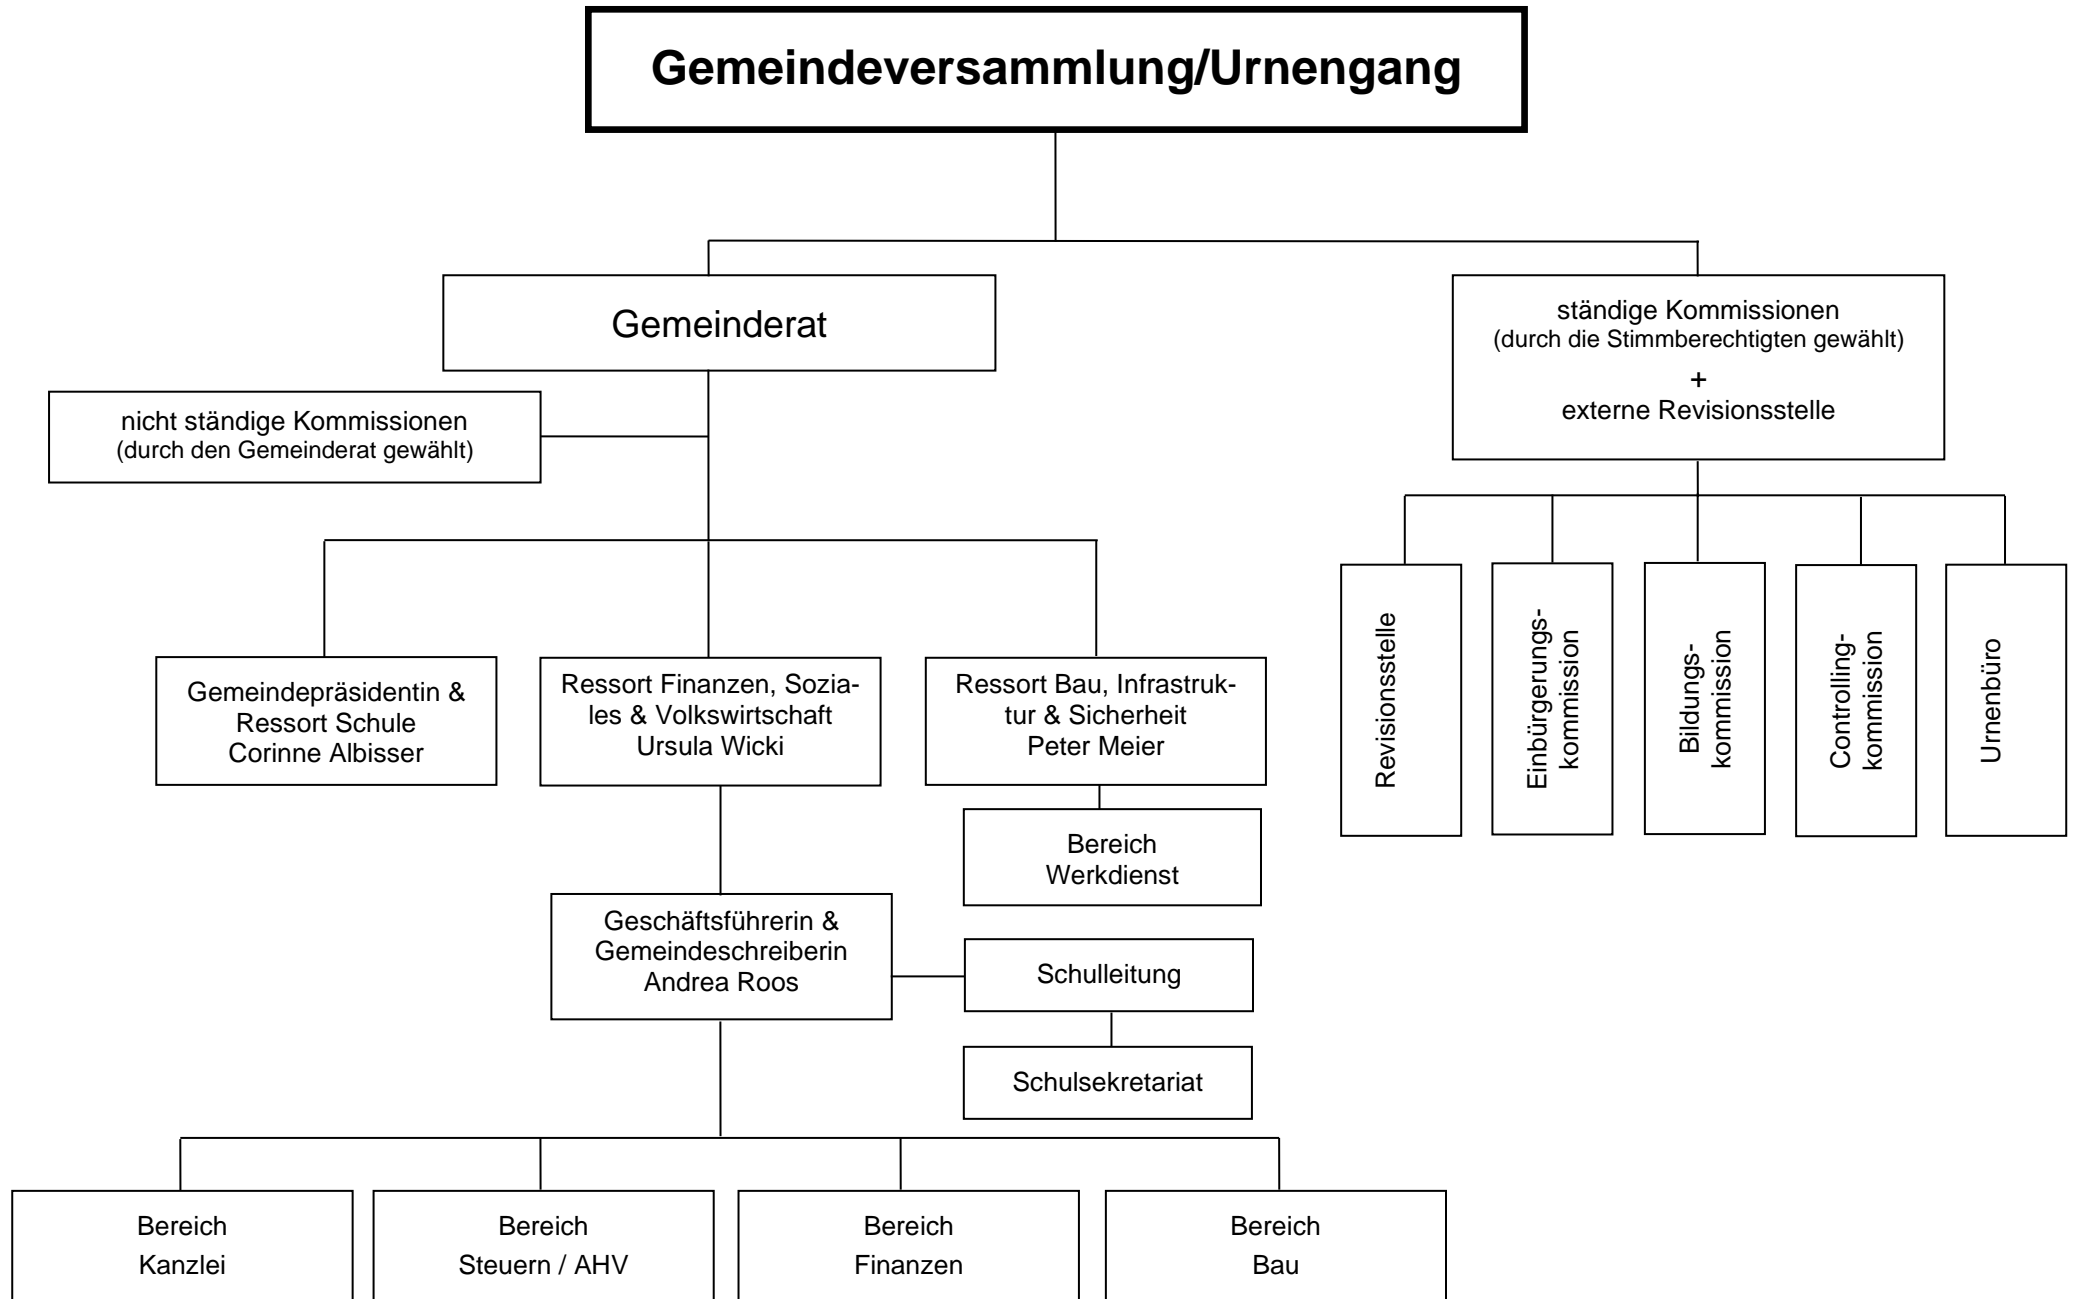 Gemeindeversammlung/Urnengang
Gemeinderat
ständige Kommissionen
(durch die Stimmberechtigten gewählt)
+
externe Revisionsstelle
nicht ständige Kommissionen
(durch den Gemeinderat gewählt)
Gemeindepräsidentin &
Ressort Schule
Corinne Albisser
Ressort Finanzen, Sozia-
les & Volkswirtschaft
Ursula Wicki
Ressort Bau, Infrastruk-
tur & Sicherheit
Peter Meier
Revisionsstelle
Einbürgerungs-
kommission
Bildungs-
kommission
Controlling-
kommission
Urnenbüro
Bereich
Werkdienst
Geschäftsführerin &
Gemeindeschreiberin
Andrea Roos
Schulleitung
Schulsekretariat
Bereich
Kanzlei
Bereich
Steuern / AHV
Bereich
Finanzen
Bereich
Bau